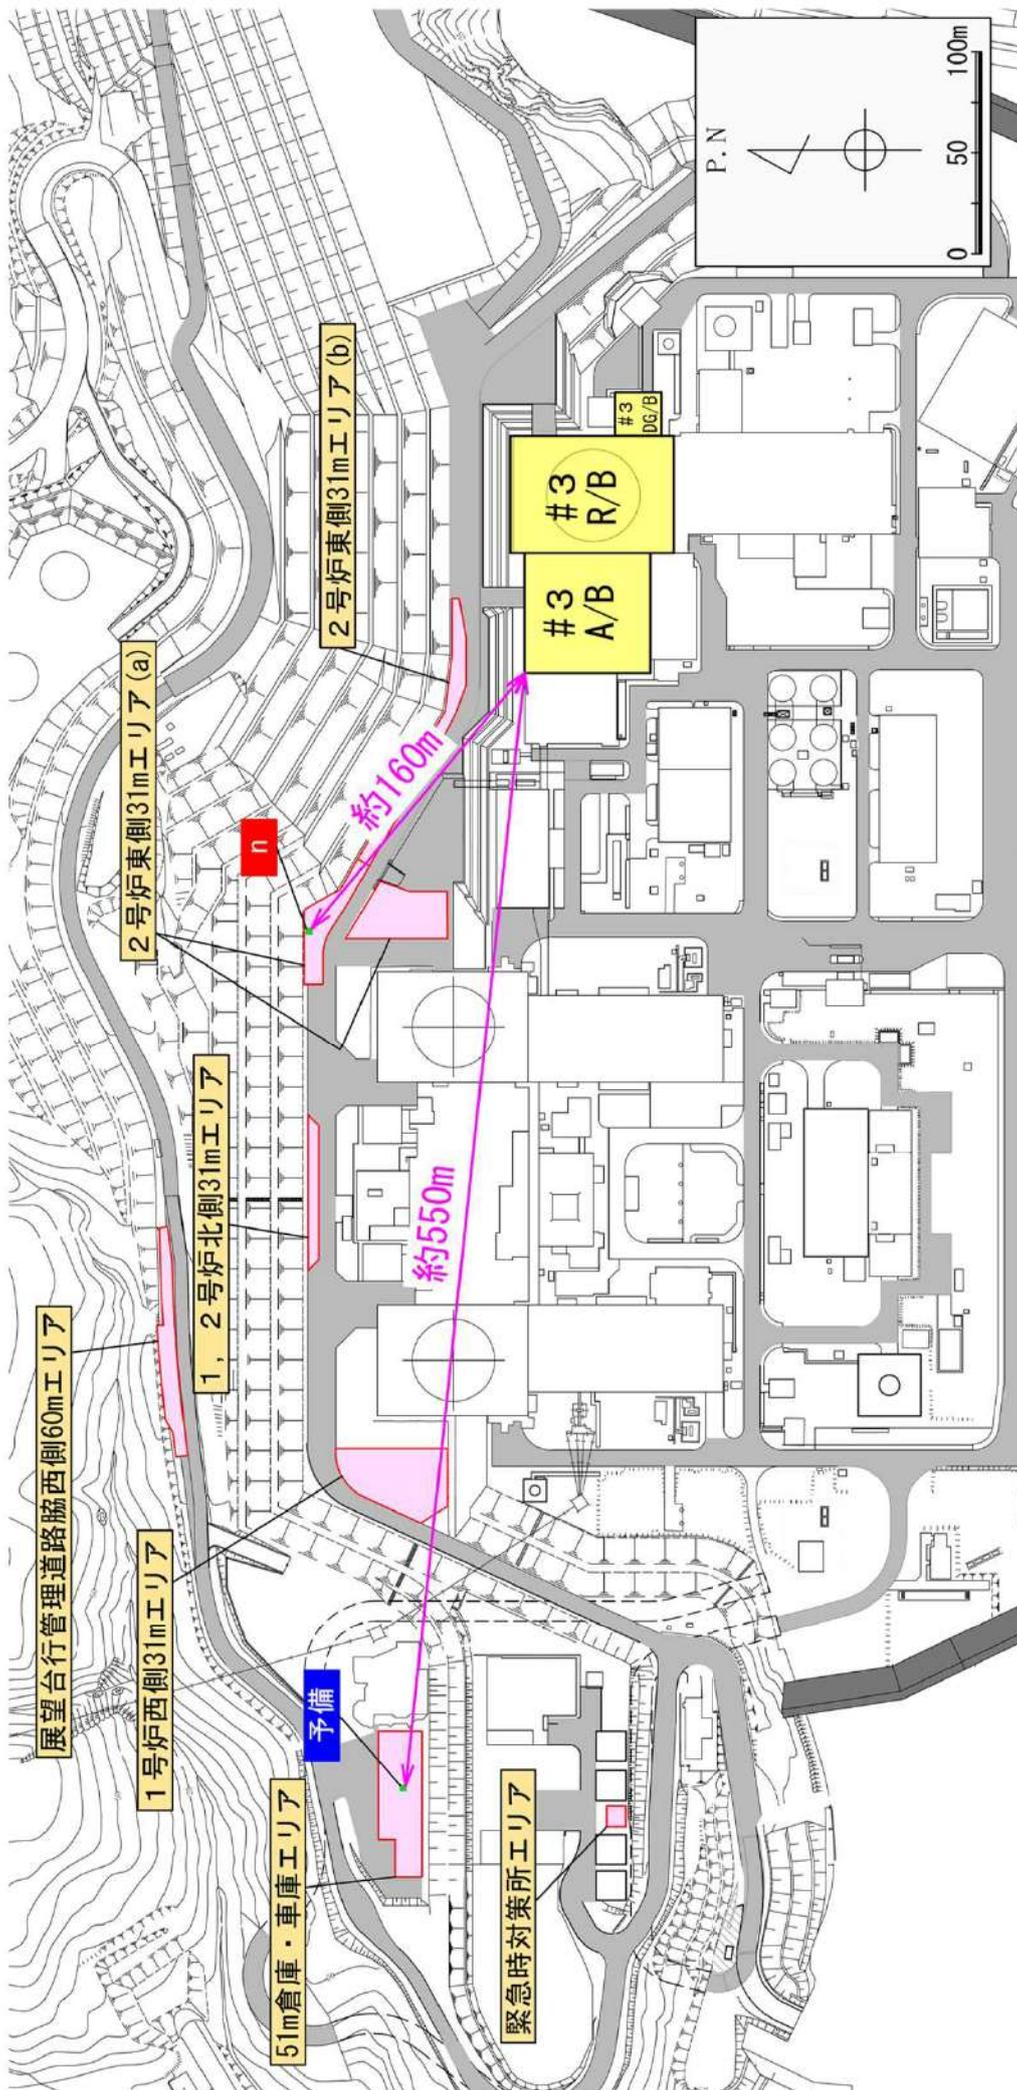 展望台行管理道路脇西側60mエリア
1号炉西側31mエリア
1, 2号炉北側31mエリア
2号炉東側31mエリア(a)
2号炉東側31mエリア(b)
51m倉庫・車庫エリア
緊急時対策所エリア
予備
n
約550m
約160m
#3
A/B
#3
R/B
#3
DG/B
P.N
0 50 100m